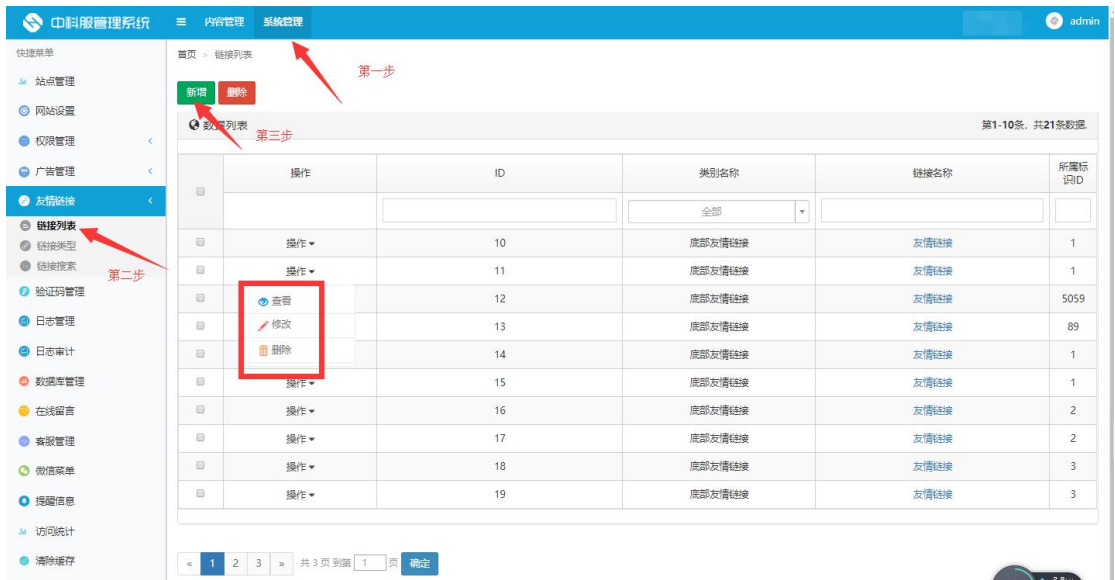 中科服管理系统
内容管理
系统管理
admin
快捷菜单
站点管理
网站设置
权限管理
广告管理
友情链接
链接列表
链接类型
链接搜索
验证码管理
日志管理
日志审计
数据库管理
在线留言
客服管理
微信菜单
提醒信息
访问统计
清除缓存
首页 > 链接列表
第一步
新增
删除
第三步
第二步
数据列表
第1-10条, 共21条数据.
操作 ID 类别名称 链接名称 所属标识ID
全部
操作 10 底部友情链接 友情链接 1
操作 11 底部友情链接 友情链接 1
12 底部友情链接 友情链接 5059
13 底部友情链接 友情链接 89
14 底部友情链接 友情链接 1
操作 15 底部友情链接 友情链接 1
操作 16 底部友情链接 友情链接 2
操作 17 底部友情链接 友情链接 2
操作 18 底部友情链接 友情链接 3
操作 19 底部友情链接 友情链接 3
查看
修改
删除
« 1 2 3 » 共 3 页 到第 1 页 确定